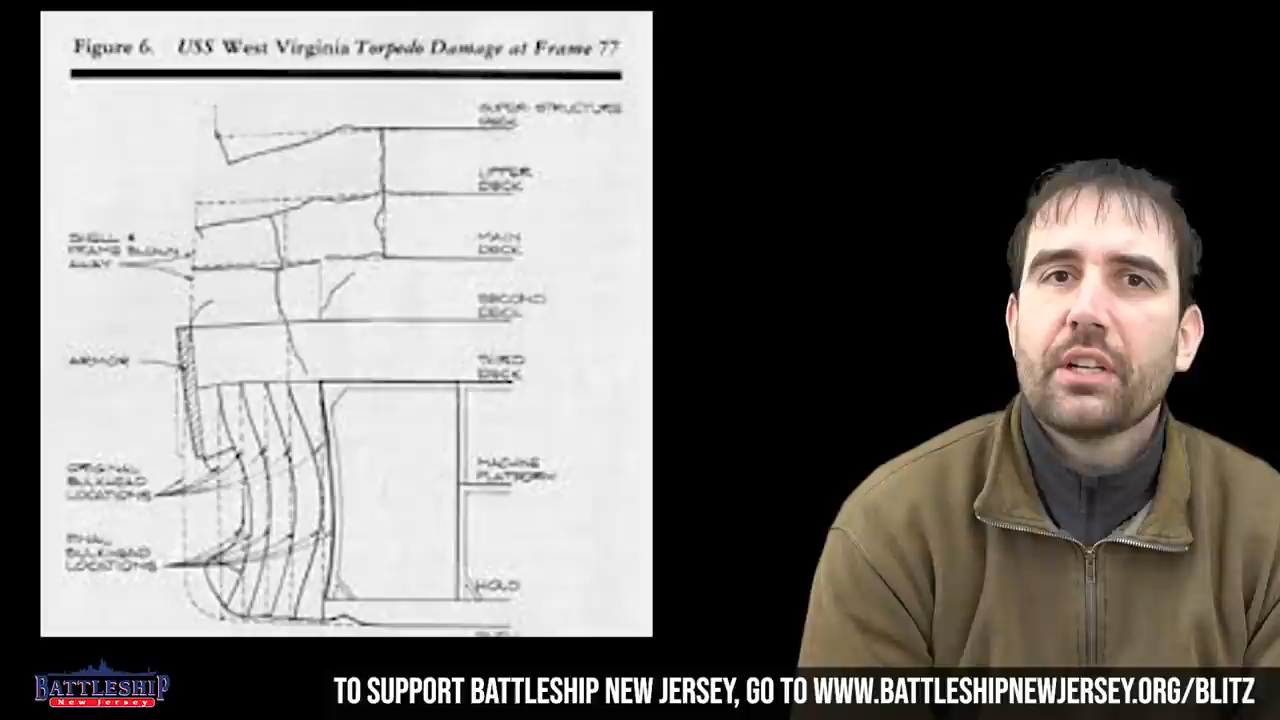 Figure 6. USS West Virginia Torpedo Damage at Frame 77
SUPER STRUCTURE
DECK
UPPER
DECK
SHELL &
FRAME BLOWN
AWAY
MAIN
DECK
SECOND
DECK
ARMOR
THIRD
DECK
ORIGINAL
BULKHEAD
LOCATIONS
MACHINE
PLATFORM
FINAL
BULKHEAD
LOCATIONS
HOLD
BATTLESHIP
New Jersey
TO SUPPORT BATTLESHIP NEW JERSEY, GO TO WWW.BATTLESHIPNEWJERSEY.ORG/BLITZ